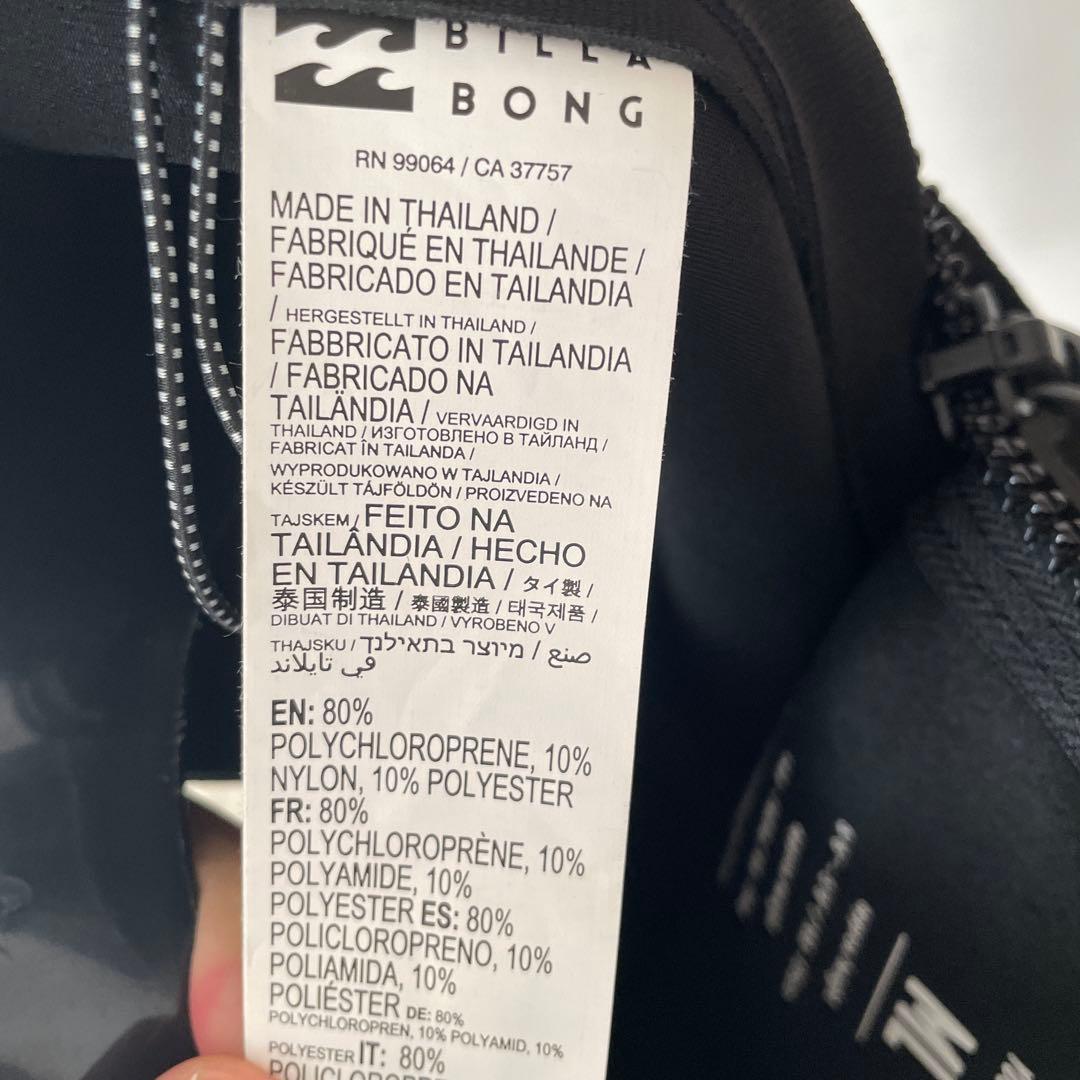 BILLA
BONG
RN 99064 / CA 37757
MADE IN THAILAND /
FABRIQUÉ EN THAILANDE /
FABRICADO EN TAILANDIA
/ HERGESTELLT IN THAILAND /
FABBRICATO IN TAILANDIA
/ FABRICADO NA
TAILÄNDIA / VERVAARDIGD IN
THAILAND / ИЗГОТОВЛЕНО В ТАЙЛАНД /
FABRICAT ÎN TAILANDA /
WYPRODUKOWANO W TAJLANDIA /
KÉSZÜLT TÁJFÖLDÖN / PROIZVEDENO NA
TAJSKEM / FEITO NA
TAILÂNDIA / HECHO
EN TAILANDIA / タイ製 /
泰国制造 / 泰國製造 / 태국제품 /
DIBUAT DI THAILAND / VYROBENO V
THAJSKU / מיוצר בתאילנד / صنع
في تايلاند
EN: 80%
POLYCHLOROPRENE, 10%
NYLON, 10% POLYESTER
FR: 80%
POLYCHLOROPRÈNE, 10%
POLYAMIDE, 10%
POLYESTER ES: 80%
POLICLOROPRENO, 10%
POLIAMIDA, 10%
POLIÉSTER DE: 80%
POLYCHLOROPREN, 10% POLYAMID, 10%
POLYESTER IT: 80%